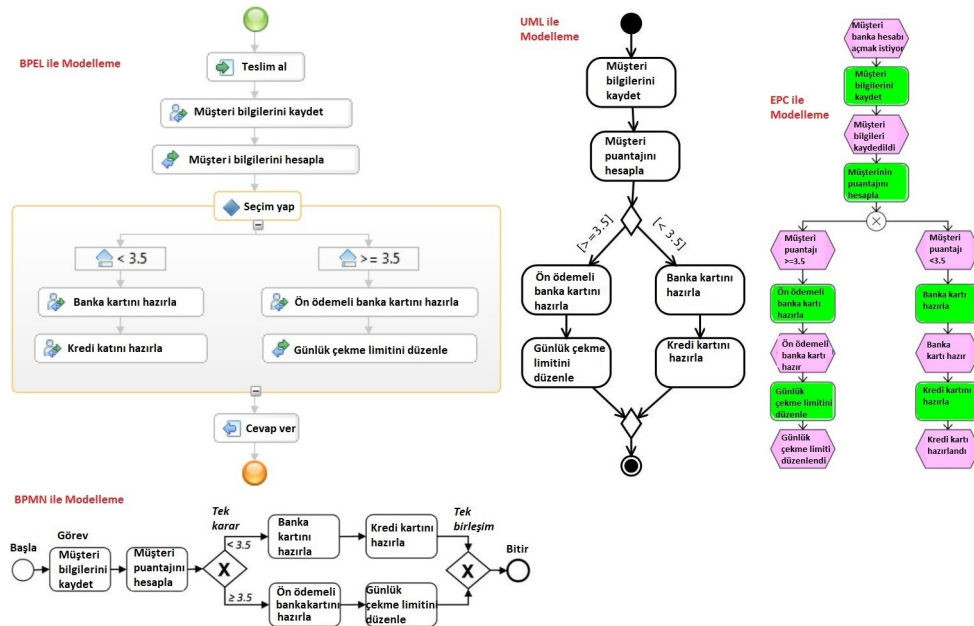 BPEL ile Modelleme
Teslim al
Müşteri bilgilerini kaydet
Müşteri bilgilerini hesapla
Seçim yap
< 3.5
>= 3.5
Banka kartını hazırla
Ön ödemeli banka kartını hazırla
Kredi katını hazırla
Günlük çekme limitini düzenle
Cevap ver
UML ile
Modelleme
Müşteri
bilgilerini
kaydet
Müşteri
puantajını
hesapla
[>=3.5]
[< 3.5]
Ön ödemeli
banka kartını
hazırla
Banka kartını
hazırla
Günlük çekme
limitini
düzenle
Kredi kartını
hazırla
EPC ile
Modelleme
Müşteri
banka hesabı
açmak istiyor
Müşteri
bilgilerini
kaydet
Müşteri
bilgileri
kaydedildi
Müşterinin
puantajını
hesapla
Müşteri
puantajı
>=3.5
Müşteri
puantajı
<3.5
Ön ödemeli
banka kartı
hazırla
Banka kartı
hazırla
Ön ödemeli
banka kartı
hazır
Banka
kartı hazır
Günlük
çekme limitini
düzenle
Kredi kartını
hazırla
Günlük
çekme limiti
düzenlendi
Kredi kartı
hazırlandı
BPMN ile Modelleme
Başla
Görev
Müşteri
bilgilerini
kaydet
Müşteri
puantajını
hesapla
Tek
karar
X
< 3.5
≥ 3.5
Banka
kartını
hazırla
Kredi kartını
hazırla
Ön ödemeli
banka kartını
hazırla
Günlük
çekme limitini
düzenle
Tek
birleşim
X
Bitir